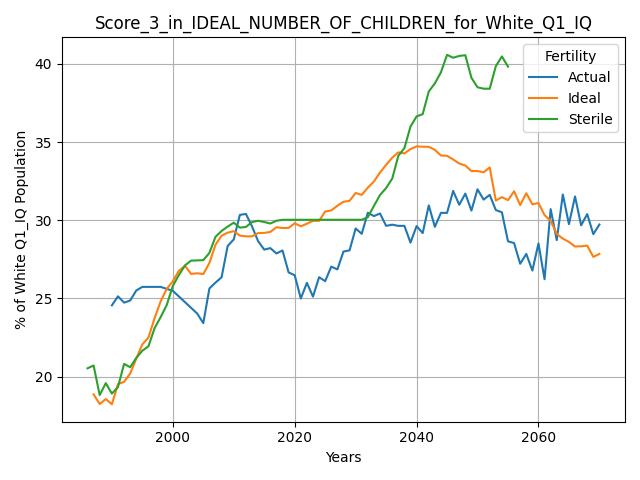 Score_3_in_IDEAL_NUMBER_OF_CHILDREN_for_White_Q1_IQ
% of White Q1_IQ Population
40
35
30
25
20
Fertility
Actual
Ideal
Sterile
2000 2020 2040 2060
Years